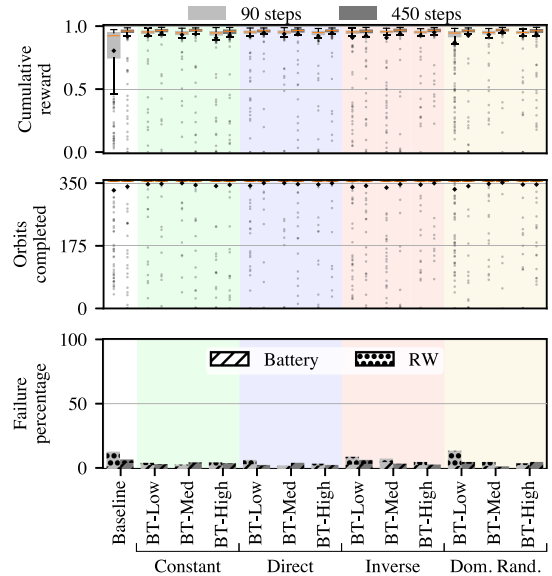 90 steps 450 steps
Cumulative
reward
1.0
0.5
0.0
Orbits
completed
350
175
0
Failure
percentage
100
50
0
Battery RW
Baseline BT-Low BT-Med BT-High BT-Low BT-Med BT-High BT-Low BT-Med BT-High BT-Low BT-Med BT-High
Constant Direct Inverse Dom. Rand.